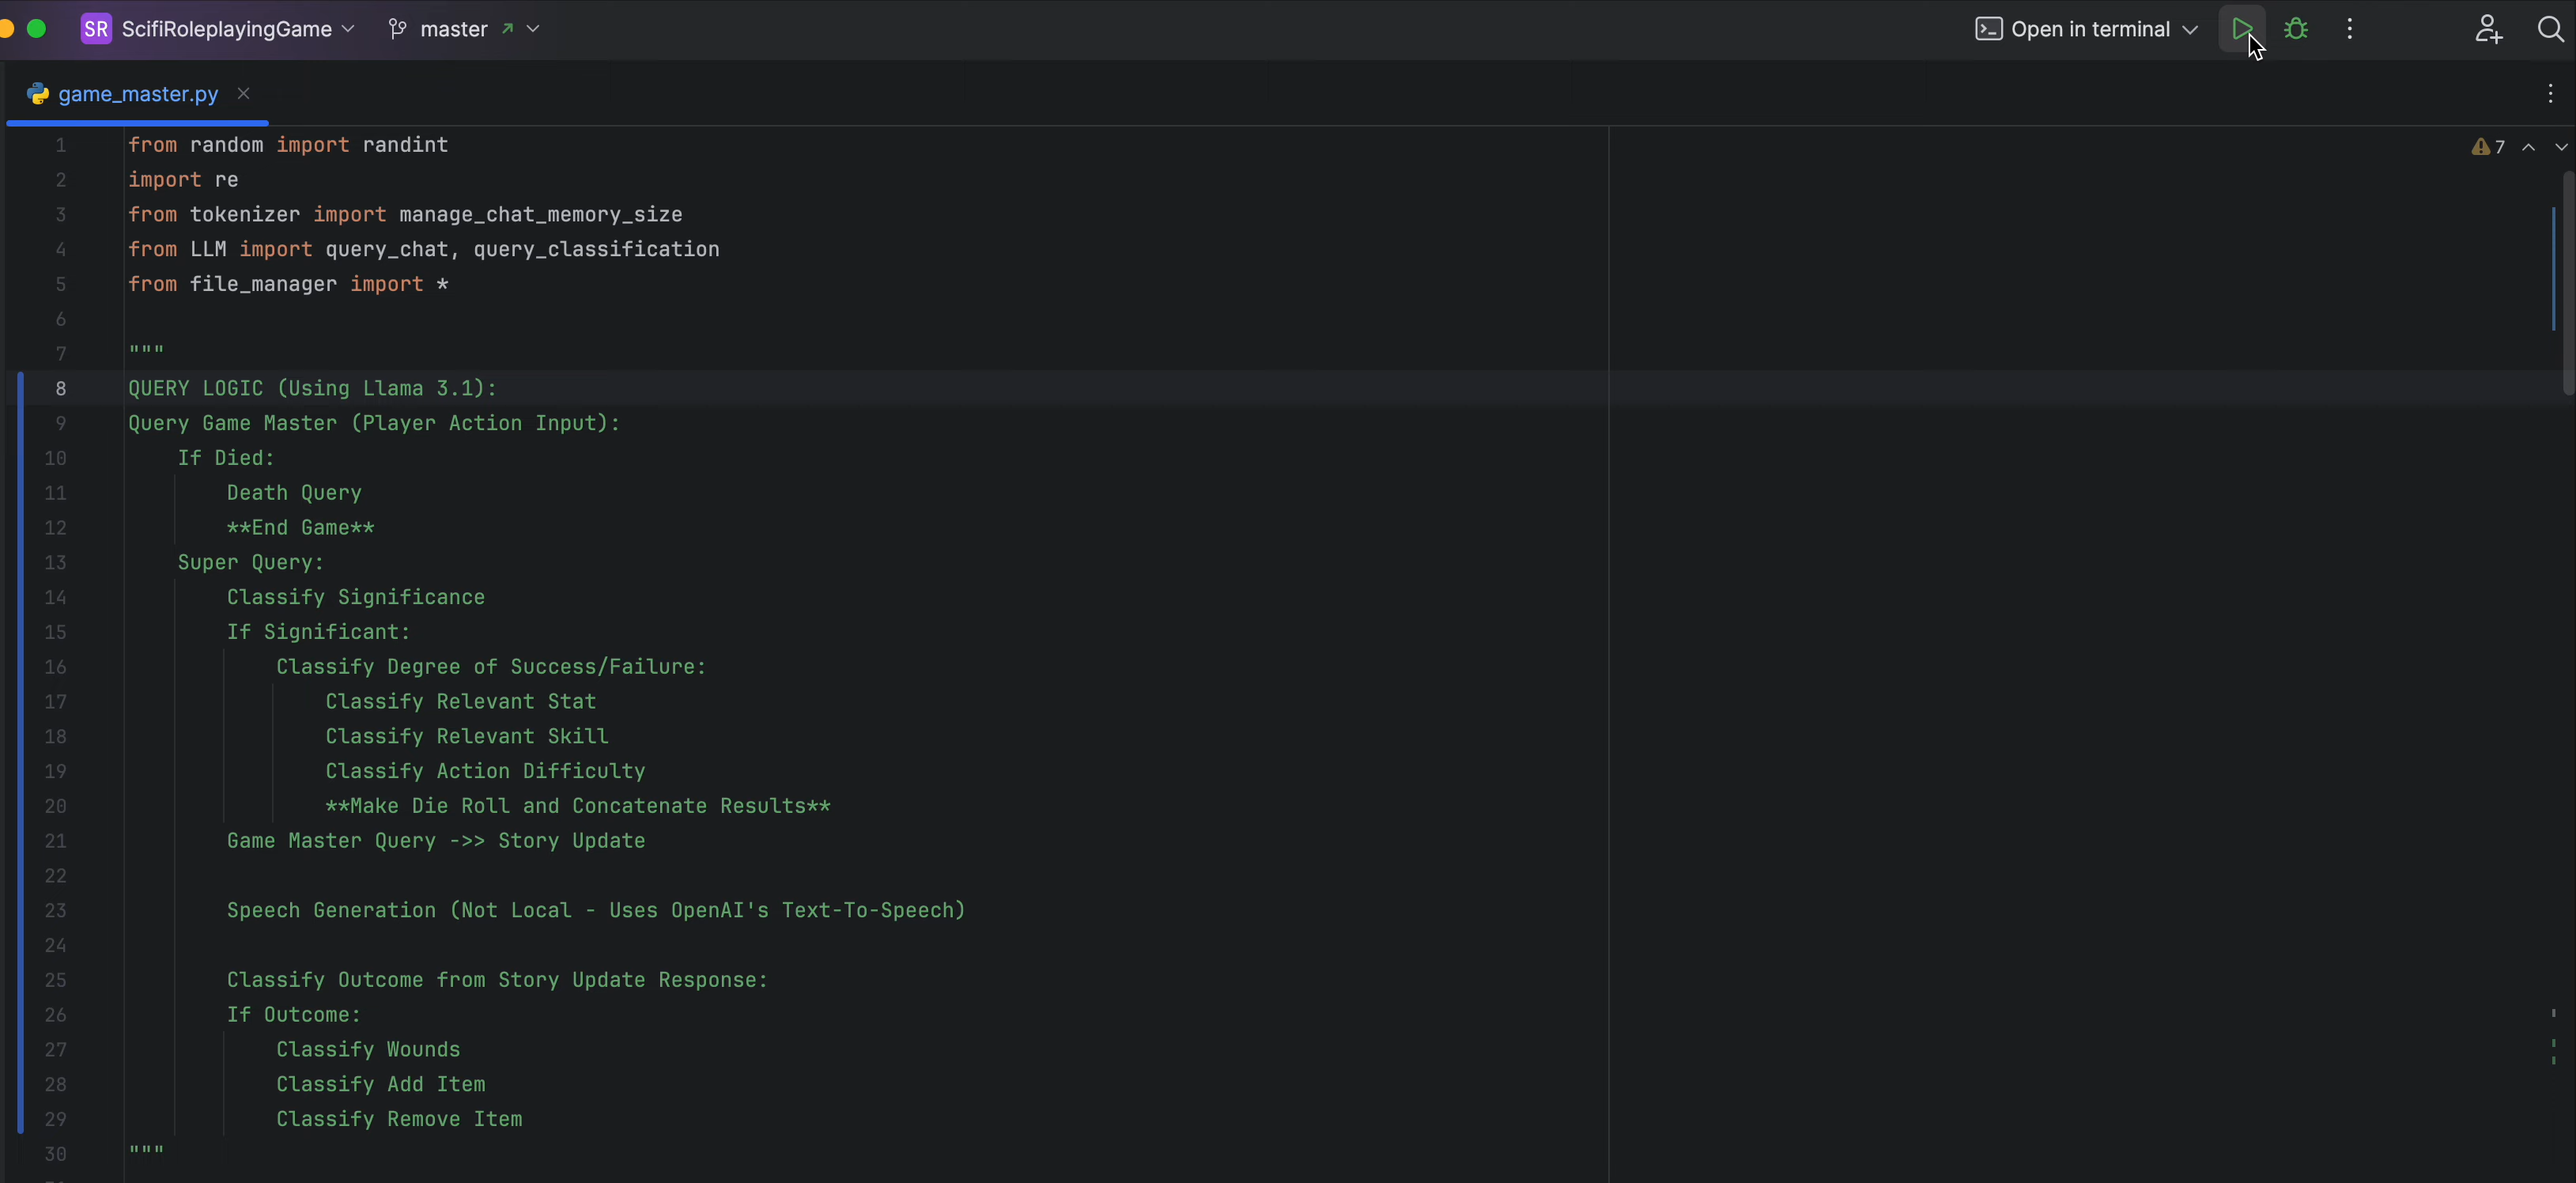 SR ScifiRoleplayingGame master Open in terminal
game_master.py
7
1 from random import randint
2 import re
3 from tokenizer import manage_chat_memory_size
4 from LLM import query_chat, query_classification
5 from file_manager import *
6
7 """
8 QUERY LOGIC (Using Llama 3.1):
9 Query Game Master (Player Action Input):
10 If Died:
11 Death Query
12 **End Game**
13 Super Query:
14 Classify Significance
15 If Significant:
16 Classify Degree of Success/Failure:
17 Classify Relevant Stat
18 Classify Relevant Skill
19 Classify Action Difficulty
20 **Make Die Roll and Concatenate Results**
21 Game Master Query ->> Story Update
22
23 Speech Generation (Not Local - Uses OpenAI's Text-To-Speech)
24
25 Classify Outcome from Story Update Response:
26 If Outcome:
27 Classify Wounds
28 Classify Add Item
29 Classify Remove Item
30 """